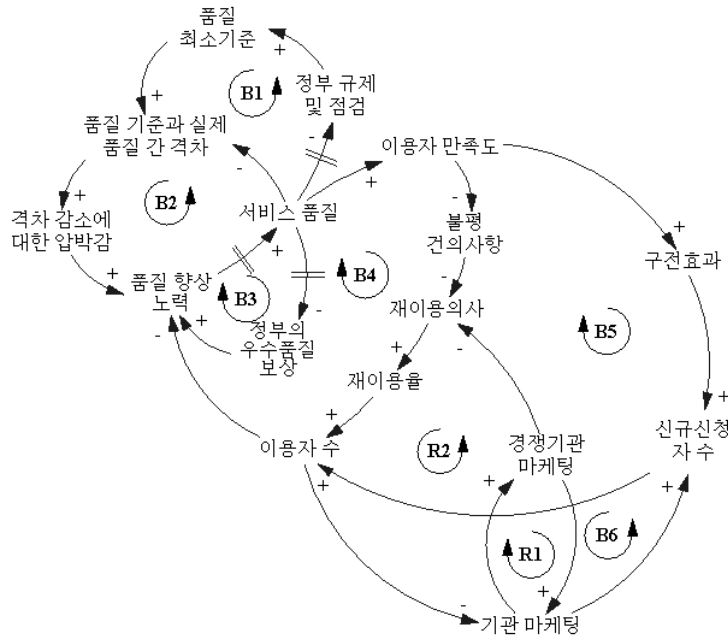 품질
최소기준
+
B1
정부 규제
및 점검
+
품질 기준과 실제
품질 간 격차
-
이용자 만족도
-
+
+
B2
서비스 품질
-
불평
건의사항
+
격차 감소에
대한 압박감
+
구전효과
+
품질 향상
노력
B3
B4
-
재이용의사
-
+
-
정부의
우수품질
보상
+
-
B5
재이용율
+
+
이용자 수
+
R2
경쟁기관
마케팅
+
신규신청
자 수
+
+
R1
B6
+
-
기관 마케팅